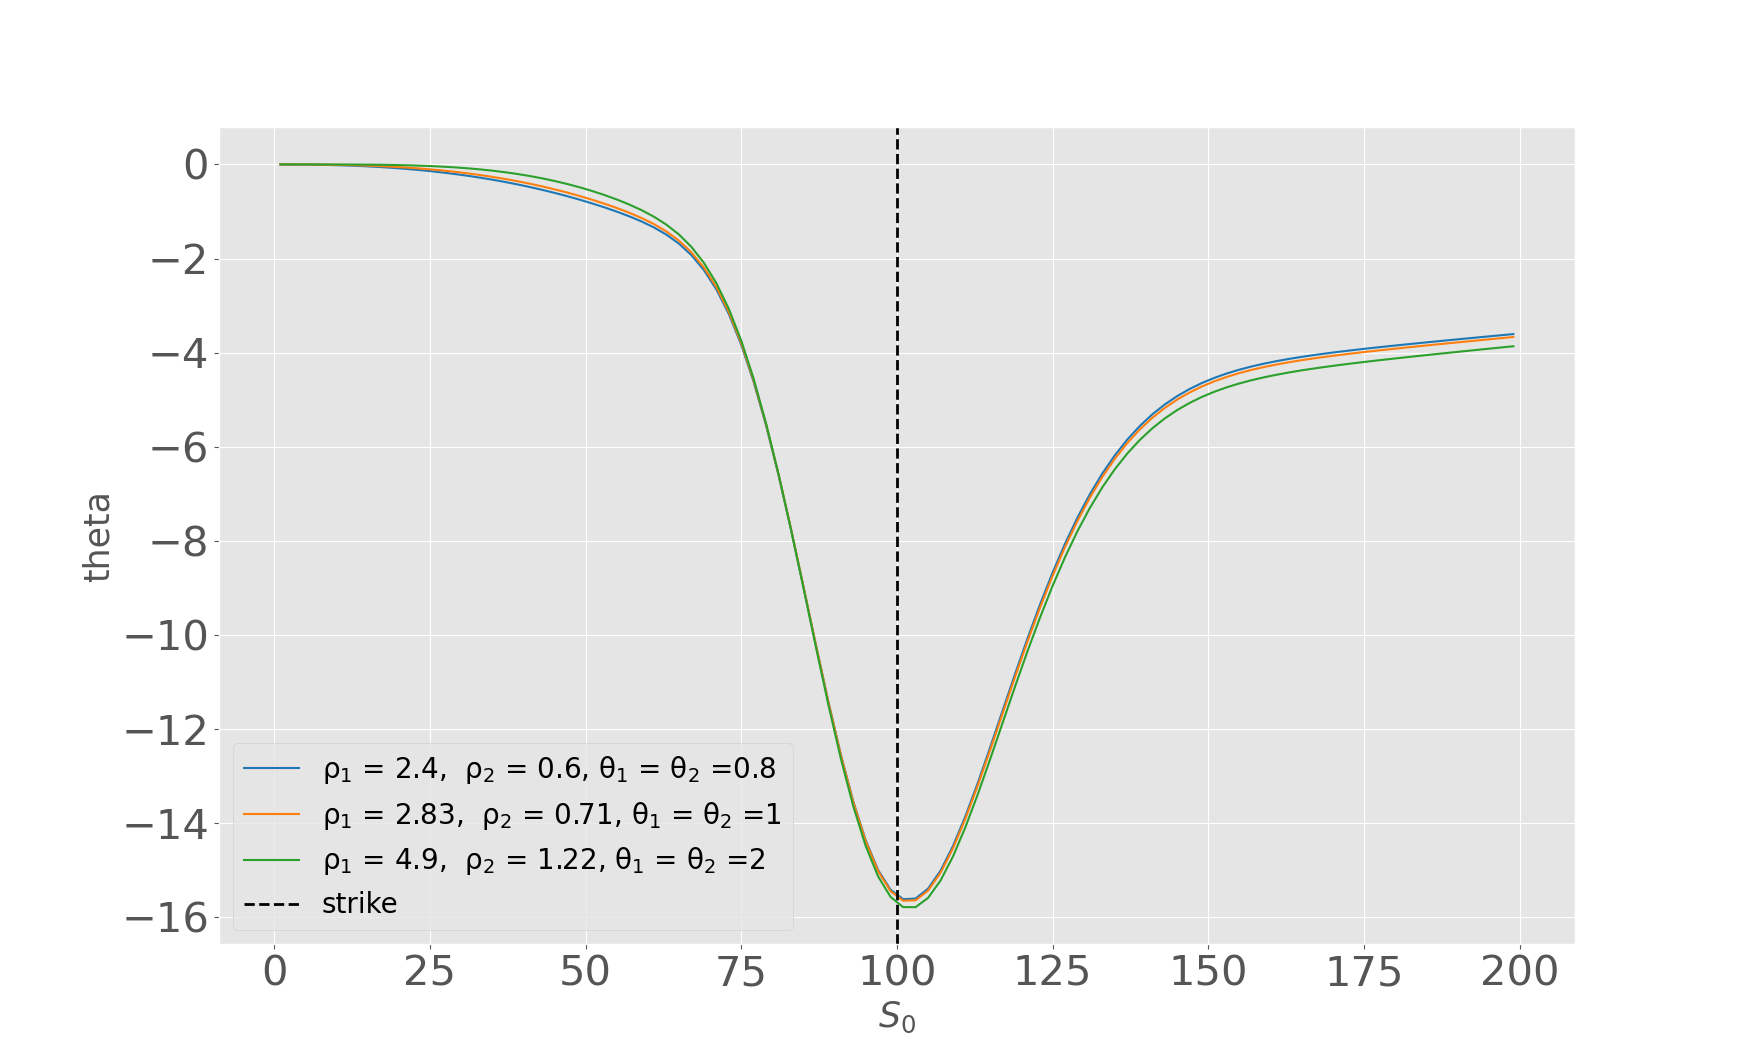 0
−2
−4
−6
−8
−10
−12
−14
−16
theta
ρ₁ = 2.4, ρ₂ = 0.6, θ₁ = θ₂ =0.8
ρ₁ = 2.83, ρ₂ = 0.71, θ₁ = θ₂ =1
ρ₁ = 4.9, ρ₂ = 1.22, θ₁ = θ₂ =2
strike
0 25 50 75 100 125 150 175 200
S₀